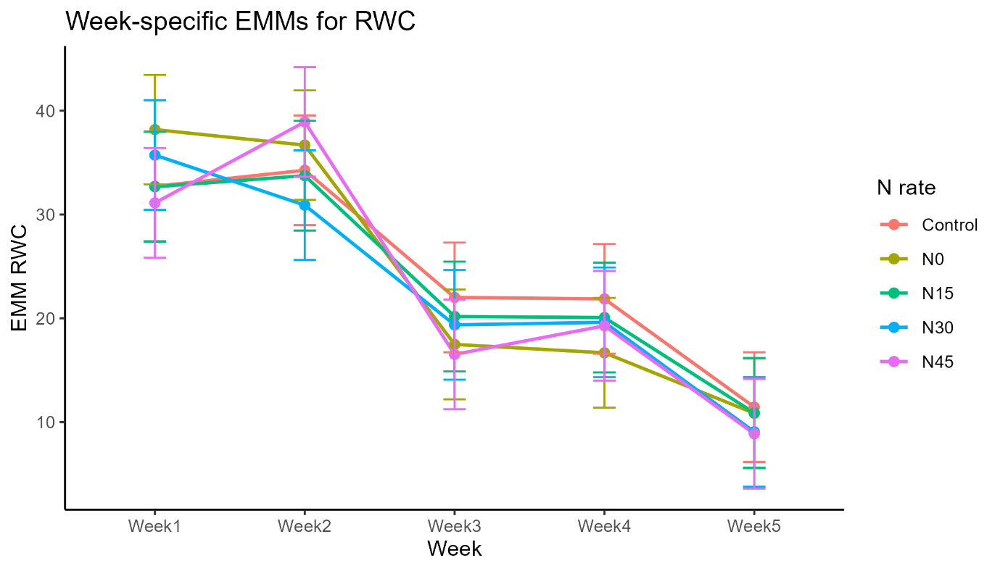 Week-specific EMMs for RWC
EMM RWC
40
30
20
10
Week1 Week2 Week3 Week4 Week5
Week
N rate
Control
N0
N15
N30
N45